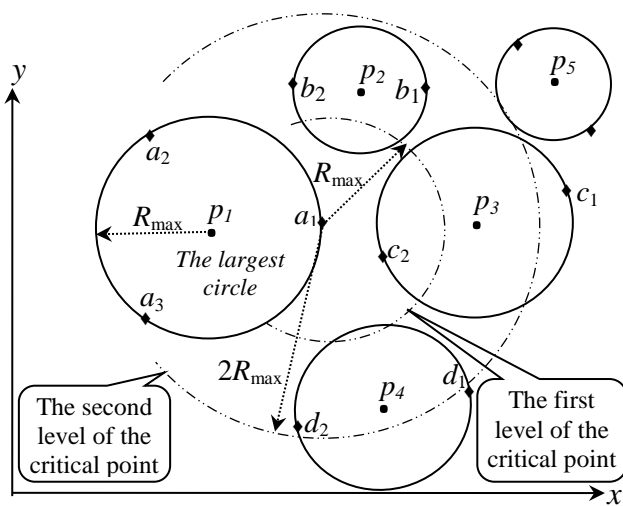 y
p2
b2
b1
p5
a2
Rmax
Rmax
p1
a1
p3
c1
c2
The largest
circle
a3
2Rmax
p4
d1
d2
The second
level of the
critical point
The first
level of the
critical point
x